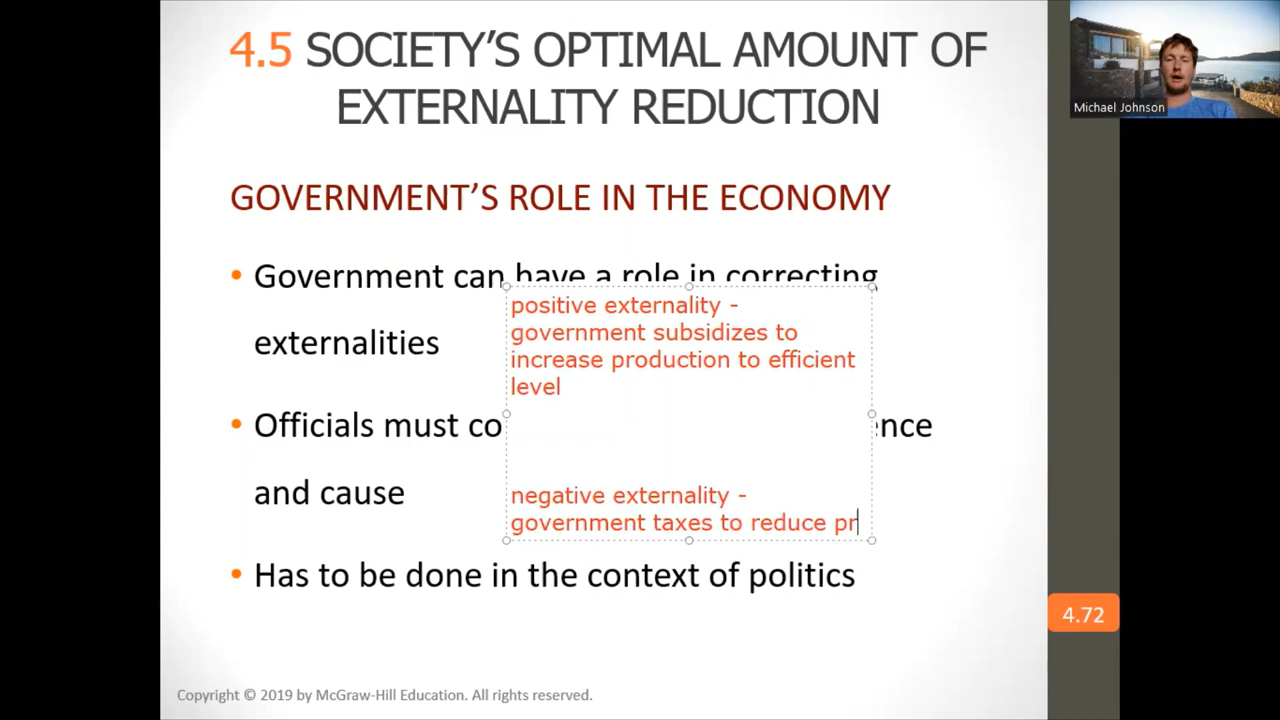 4.5 SOCIETY'S OPTIMAL AMOUNT OF
EXTERNALITY REDUCTION
Michael Johnson
GOVERNMENT'S ROLE IN THE ECONOMY
• Government can have a role in correcting
externalities
positive externality -
government subsidizes to
increase production to efficient
level
• Officials must co
and cause
negative externality -
government taxes to reduce pr
• Has to be done in the context of politics
4.72
Copyright © 2019 by McGraw-Hill Education. All rights reserved.